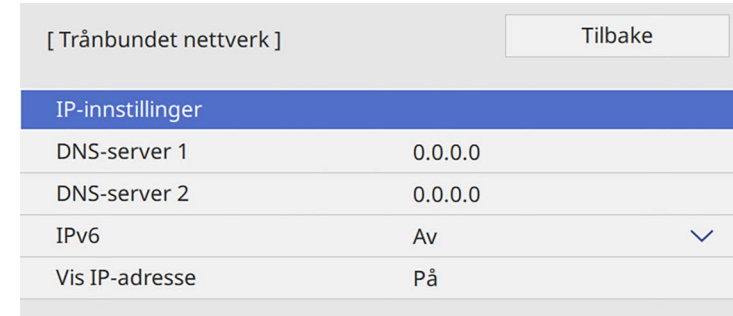 [ Trånbundet nettverk ]
Tilbake
IP-innstillinger
DNS-server 1 0.0.0.0
DNS-server 2 0.0.0.0
IPv6 Av
Vis IP-adresse På